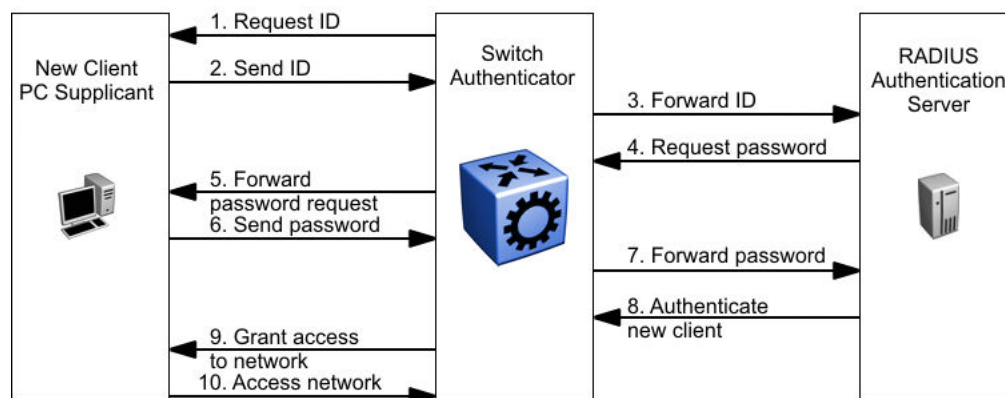 New Client
PC Supplicant
Switch
Authenticator
RADIUS
Authentication
Server
1. Request ID
2. Send ID
3. Forward ID
4. Request password
5. Forward
password request
6. Send password
7. Forward password
8. Authenticate
new client
9. Grant access
to network
10. Access network